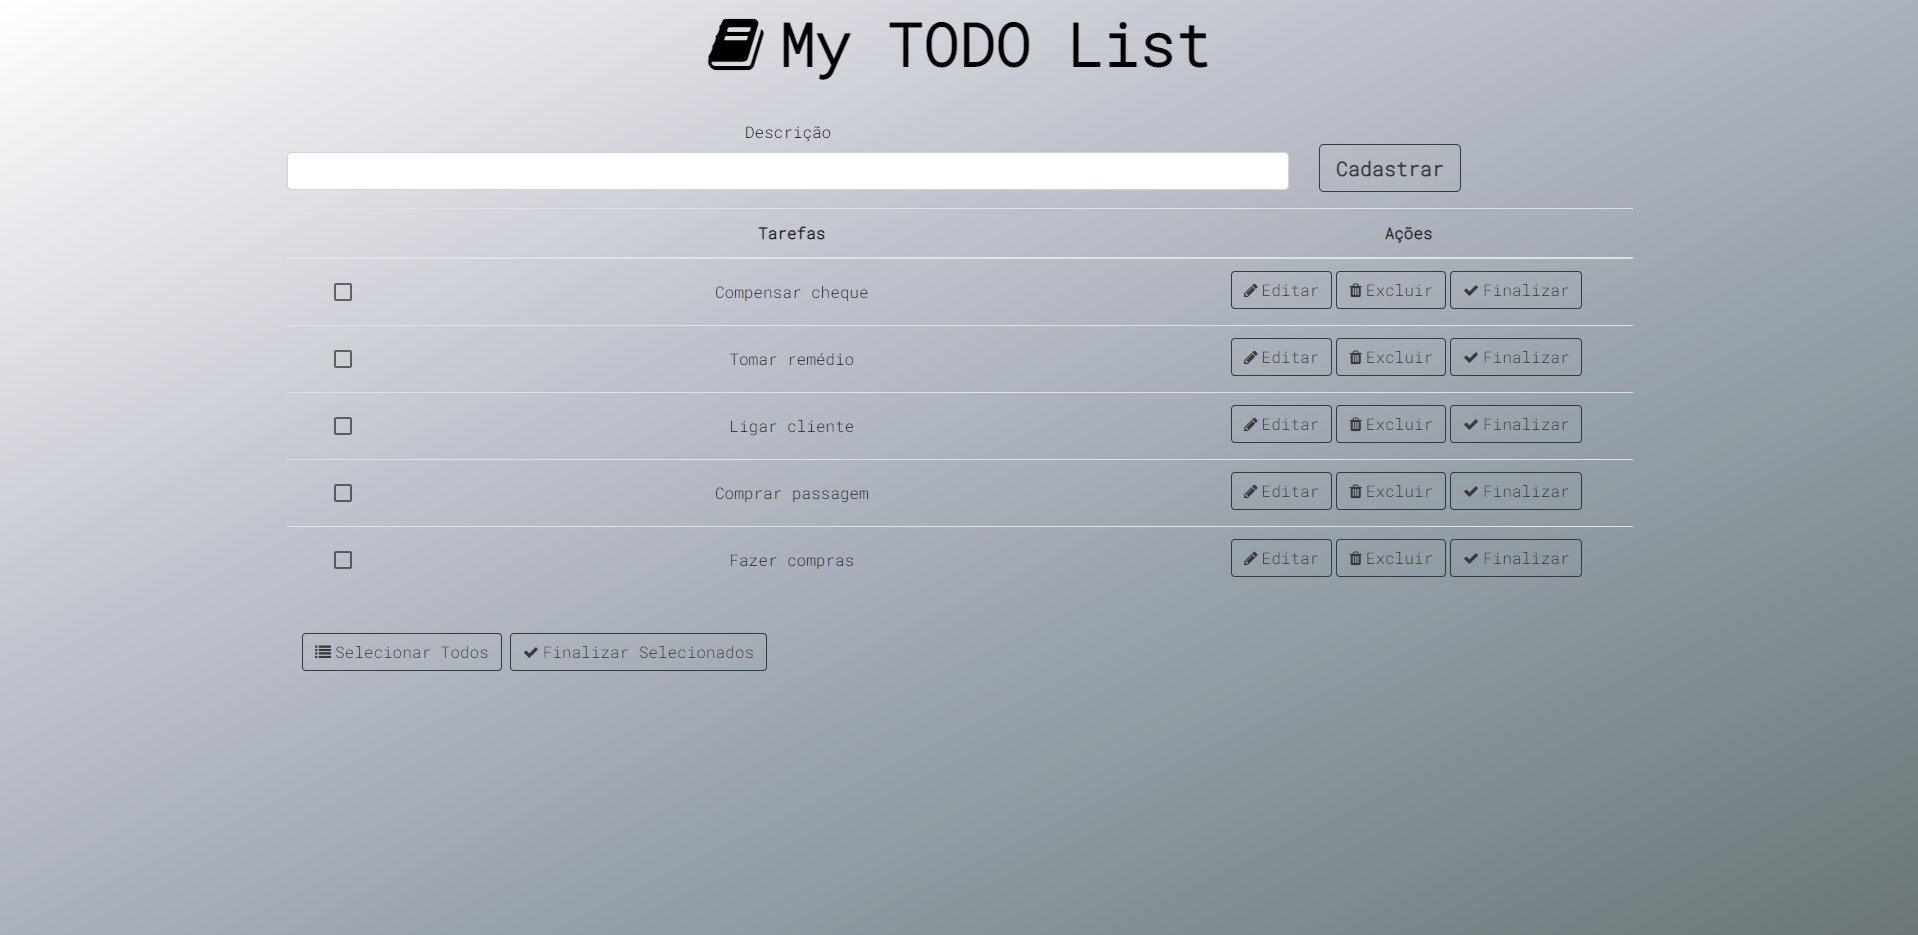 My TODO List
Descrição
Cadastrar
Tarefas Ações
Compensar cheque Editar Excluir Finalizar
Tomar remédio Editar Excluir Finalizar
Ligar cliente Editar Excluir Finalizar
Comprar passagem Editar Excluir Finalizar
Fazer compras Editar Excluir Finalizar
Selecionar Todos Finalizar Selecionados